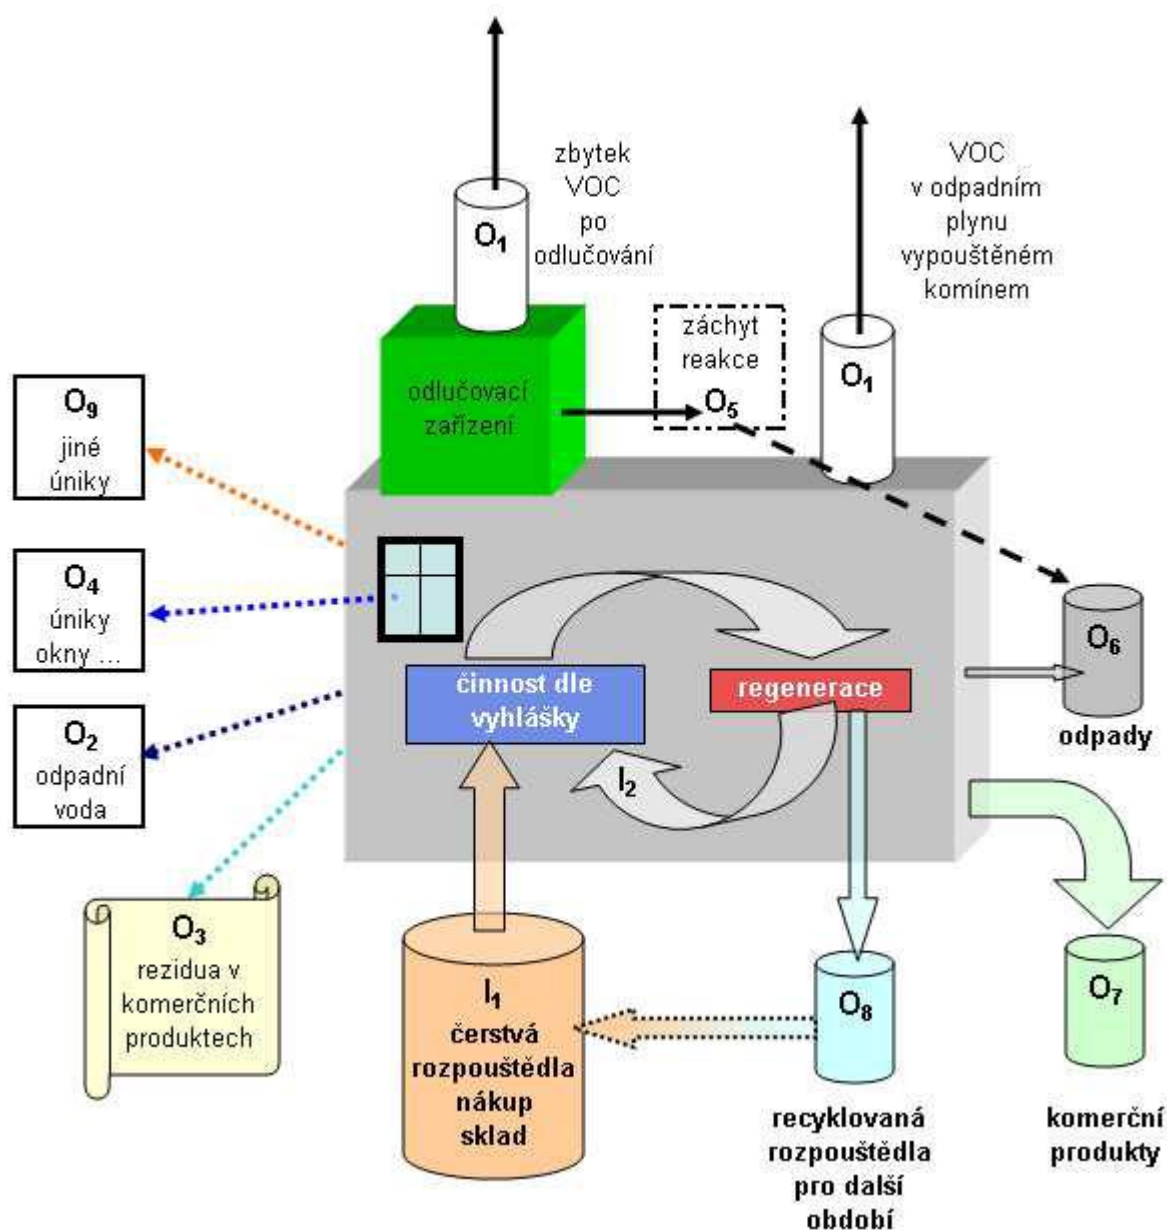 zbytek
VOC
po
odlučování
O₁
VOC
v odpadním
plynu
vypouštěném
komínem
O₁
záchyt
reakce
O₅
odlučovací
zařízení
O₉
jiné
úniky
O₄
úniky
okny ...
O₂
odpadní
voda
O₃
rezidua v
komerčních
produktech
činnost dle
vyhlášky
regenerace
I₂
O₆
odpady
I₁
čerstvá
rozpouštědla
nákup
sklad
O₈
recyklovaná
rozpouštědla
pro další
období
O₇
komerční
produkty